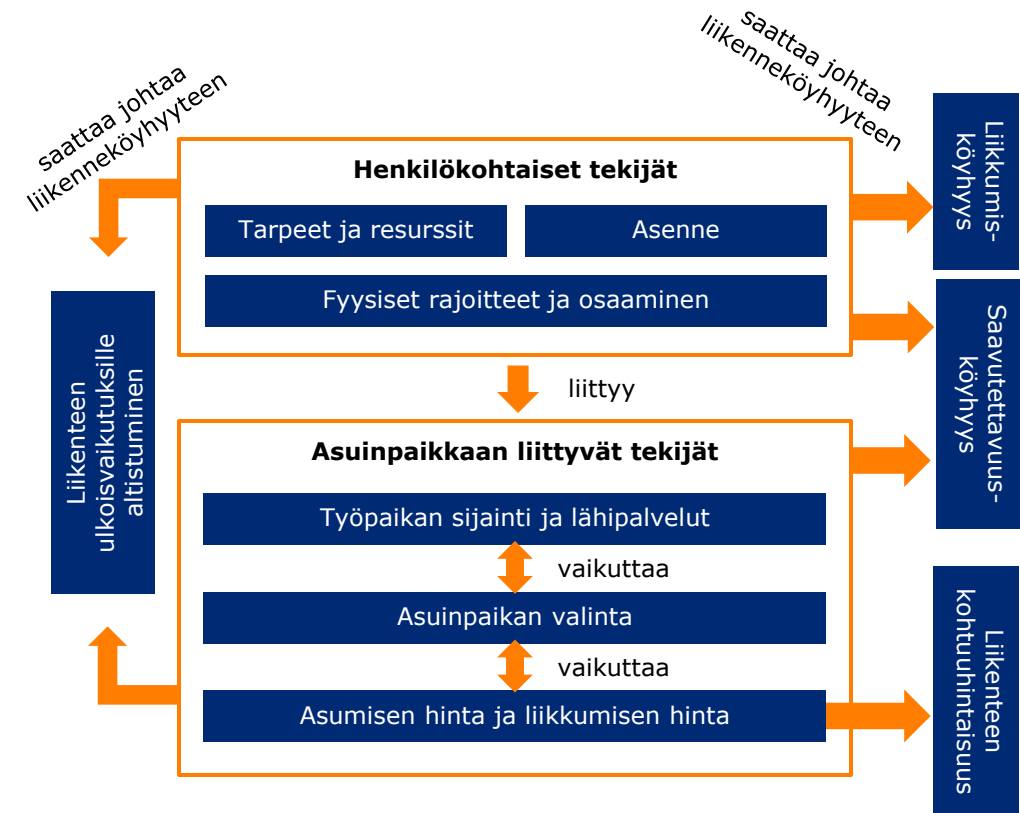 saattaa johtaa
liikenneköyhyyteen
saattaa johtaa
liikenneköyhyyteen
Henkilökohtaiset tekijät
Tarpeet ja resurssit
Asenne
Fyysiset rajoitteet ja osaaminen
liittyy
Asuinpaikkaan liittyvät tekijät
Työpaikan sijainti ja lähipalvelut
vaikuttaa
Asuinpaikan valinta
vaikuttaa
Asumisen hinta ja liikkumisen hinta
Liikenteen
ulkoisvaikutuksille
altistuminen
Liikkumis-
köyhyys
Saavutettavuus-
köyhyys
Liikenteen
kohtuuhintaisuus